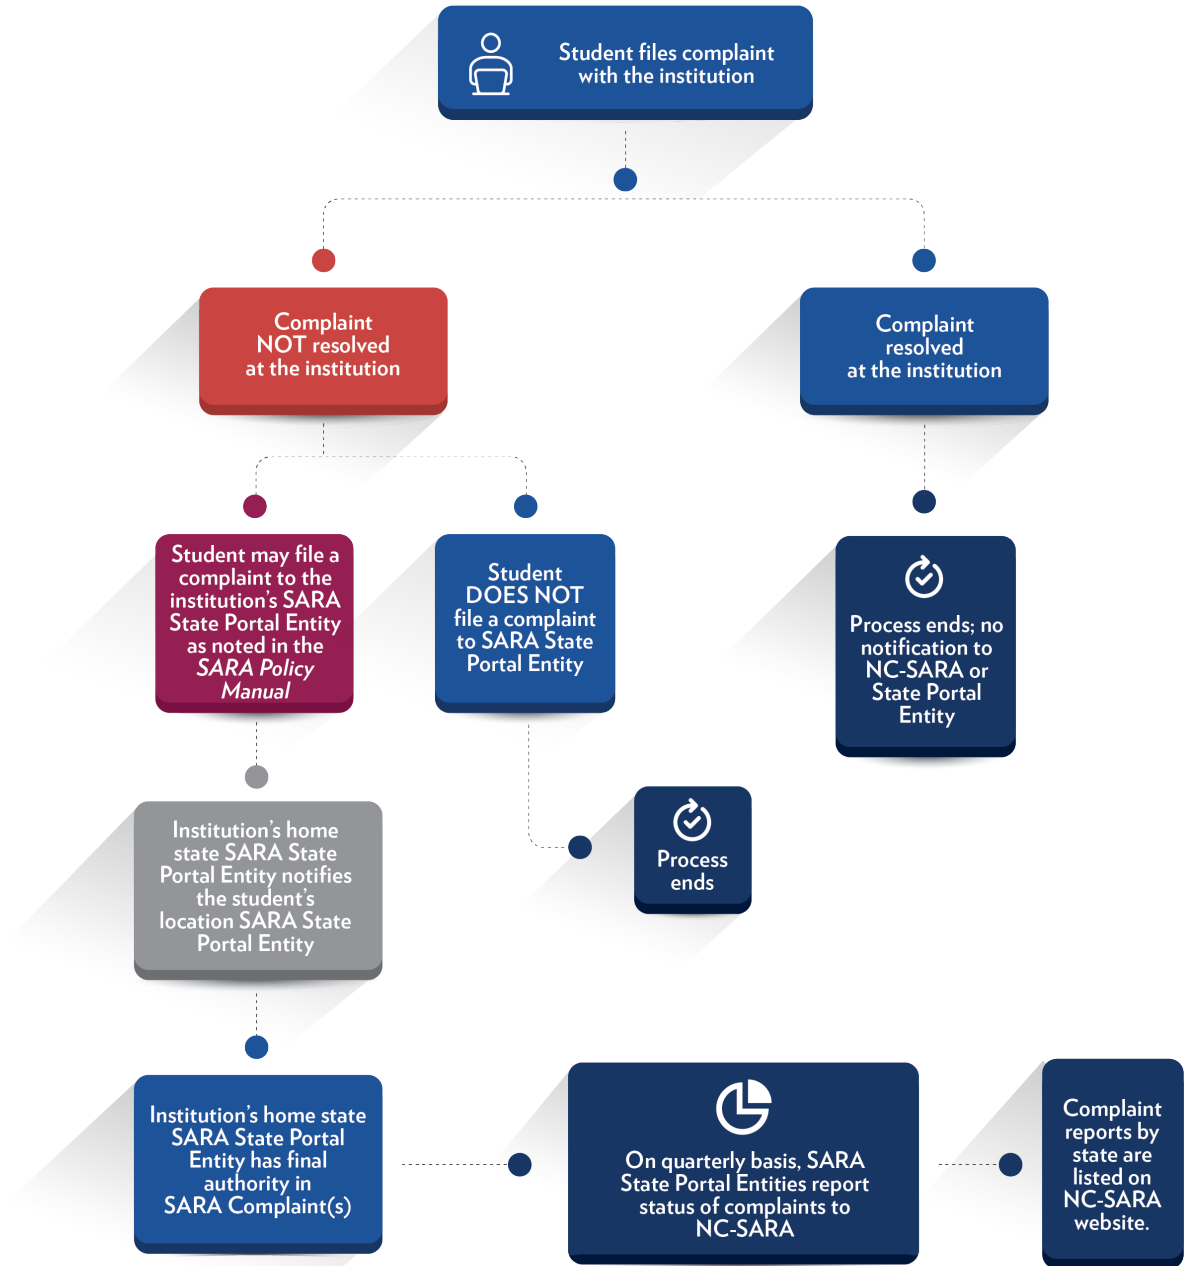 Student files complaint
with the institution
Complaint
NOT resolved
at the institution
Complaint
resolved
at the institution
Student may file a
complaint to the
institution's SARA
State Portal Entity
as noted in the
SARA Policy
Manual
Student
DOES NOT
file a complaint
to SARA State
Portal Entity
Process ends; no
notification to
NC-SARA or
State Portal
Entity
Institution's home
state SARA State
Portal Entity notifies
the student's
location SARA State
Portal Entity
Process
ends
Institution's home state
SARA State Portal
Entity has final
authority in
SARA Complaint(s)
On quarterly basis, SARA
State Portal Entities report
status of complaints to
NC-SARA
Complaint
reports by
state are
listed on
NC-SARA
website.